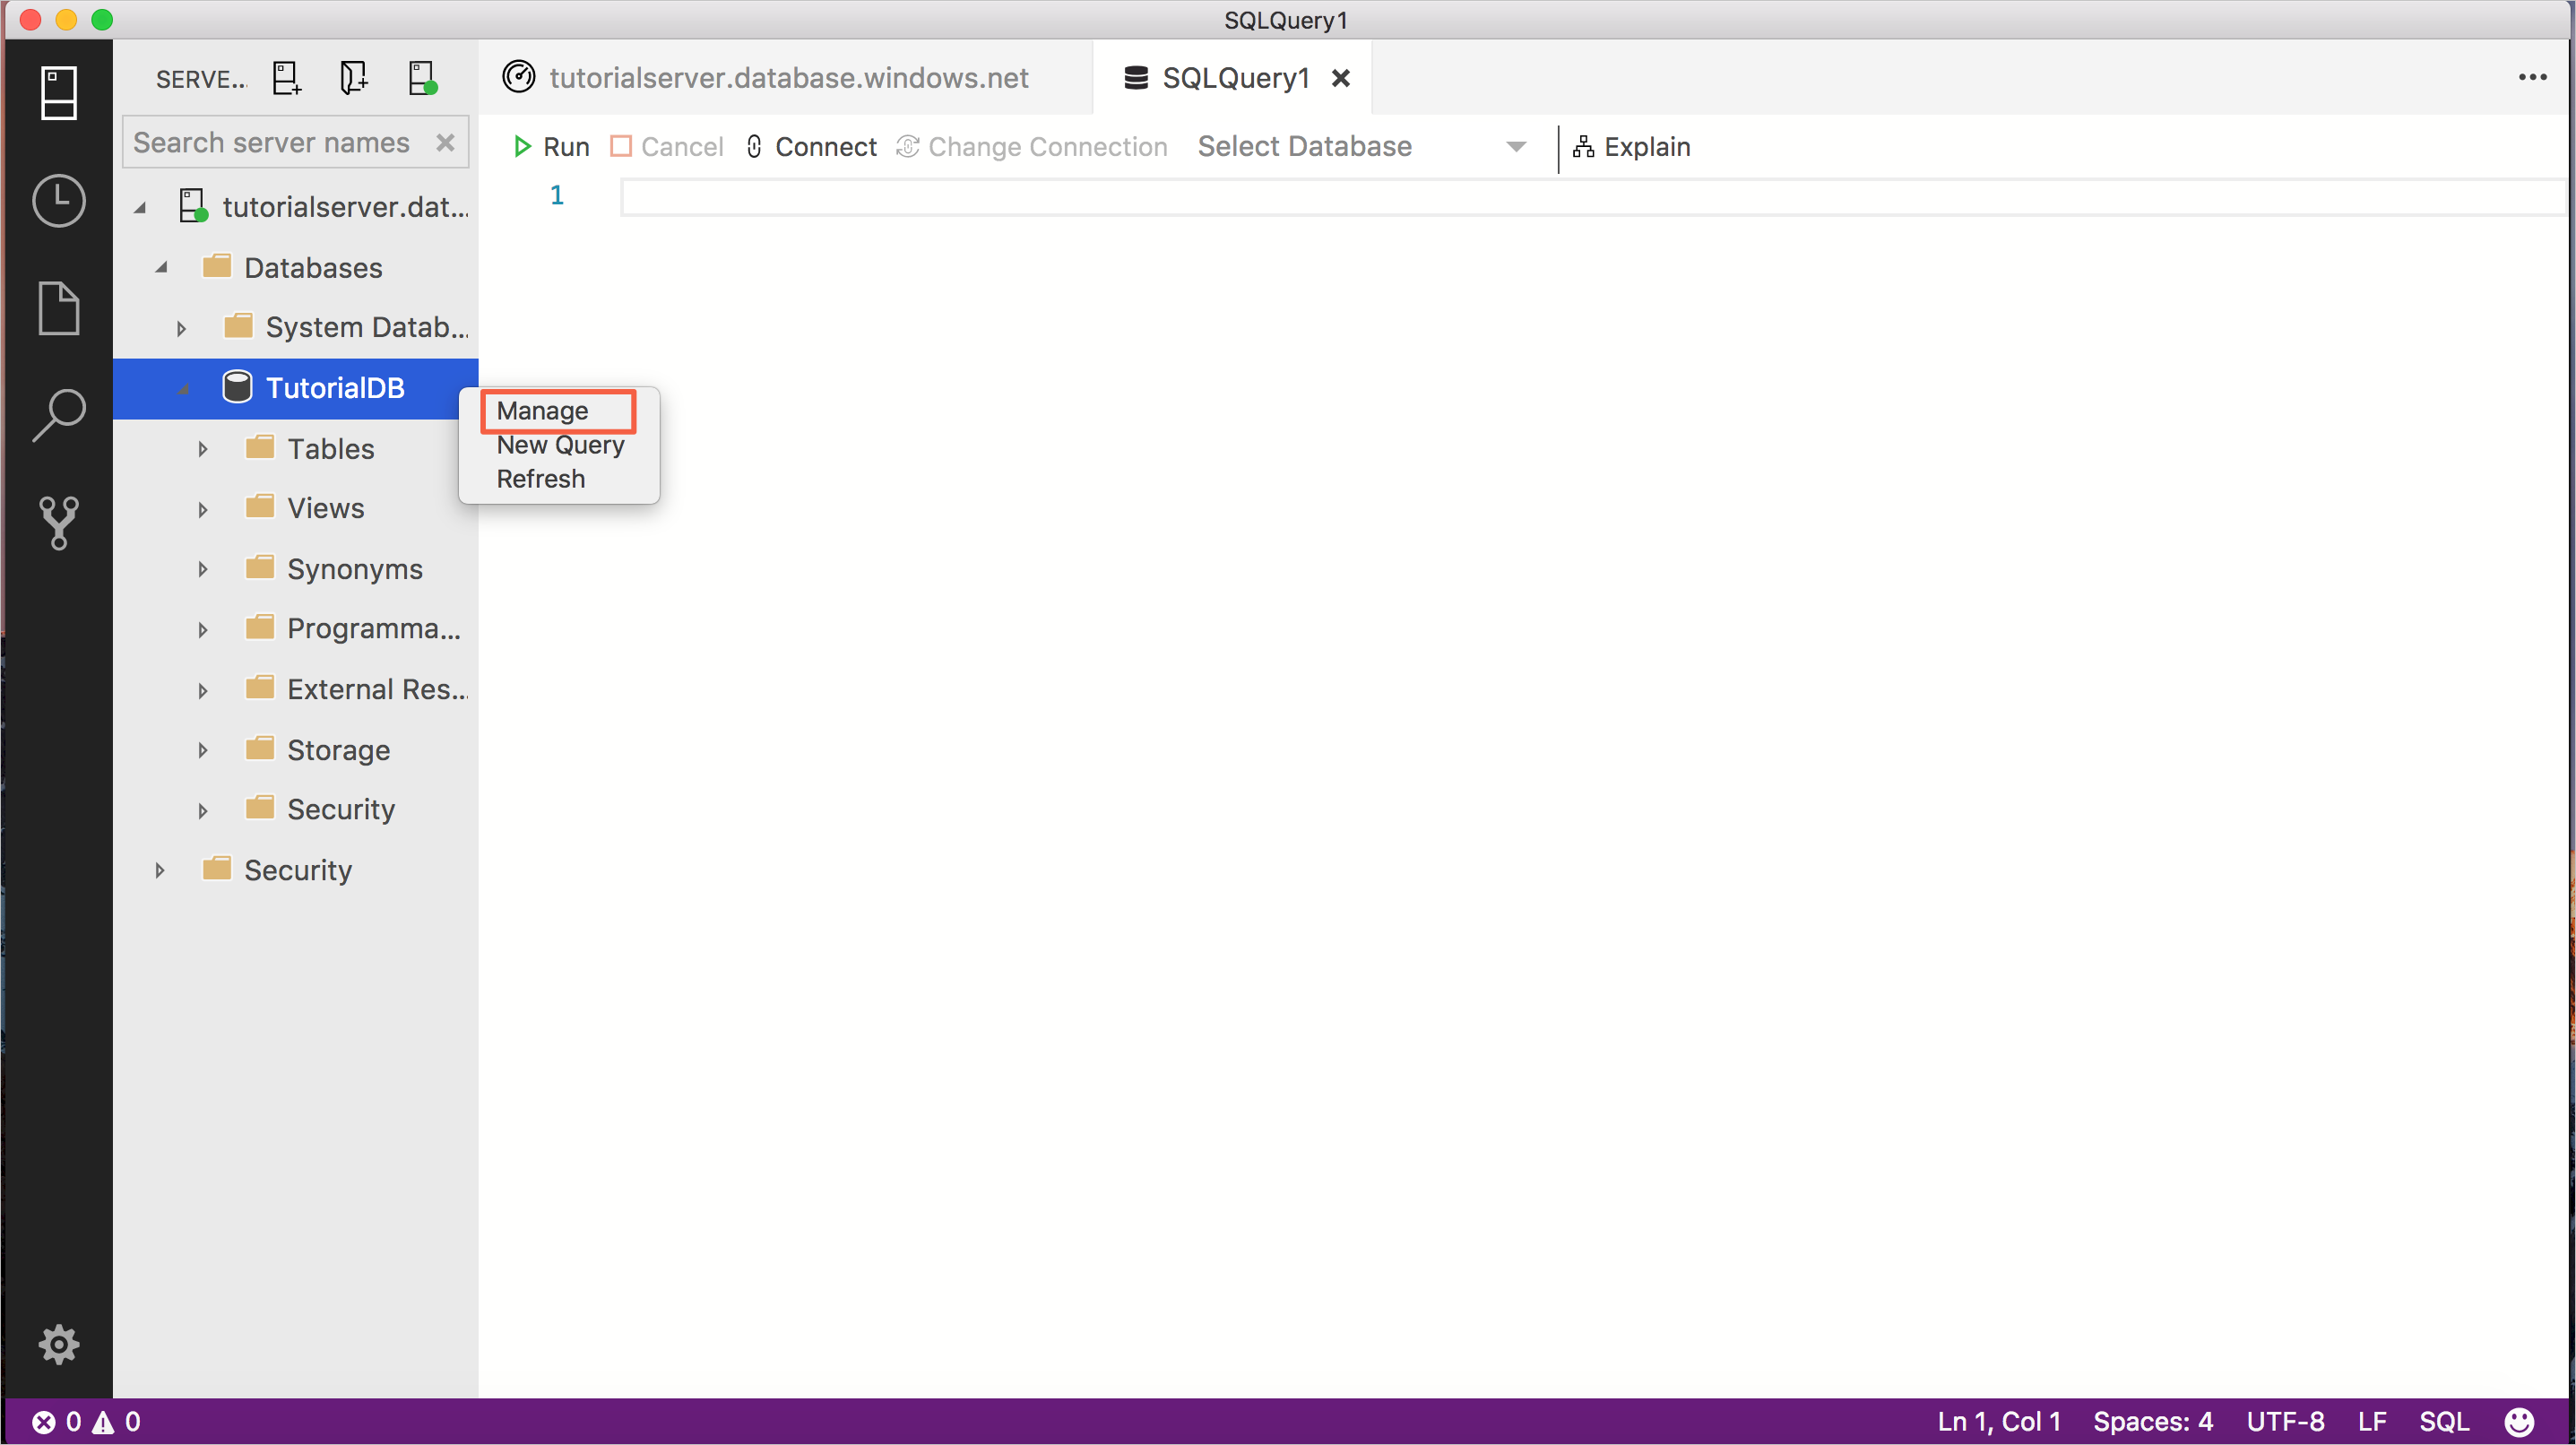 SQLQuery1
SERVE...
tutorialserver.database.windows.net
SQLQuery1
Search server names
Run Cancel Connect Change Connection Select Database Explain
1
tutorialserver.dat...
Databases
System Datab...
TutorialDB
Manage
New Query
Refresh
Tables
Views
Synonyms
Programma...
External Res...
Storage
Security
Security
0 0
Ln 1, Col 1 Spaces: 4 UTF-8 LF SQL